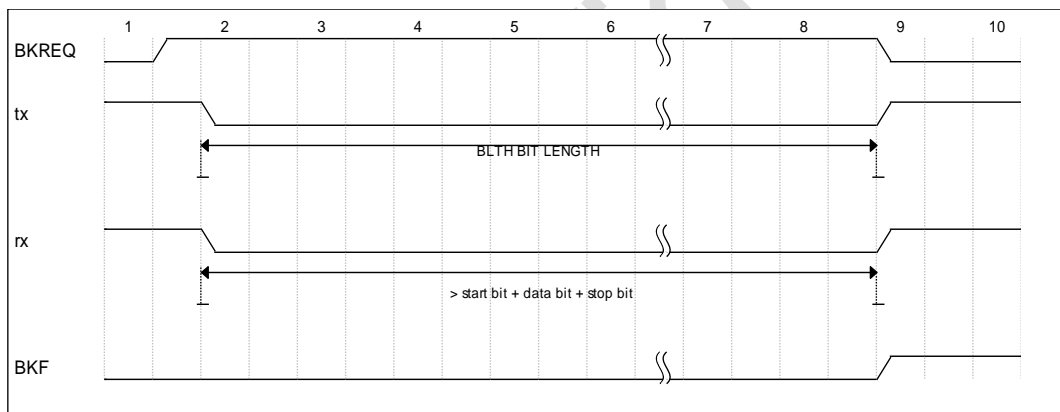 1 2 3 4 5 6 7 8 9 10
BKREQ
tx
BLTH BIT LENGTH
rx
> start bit + data bit + stop bit
BKF